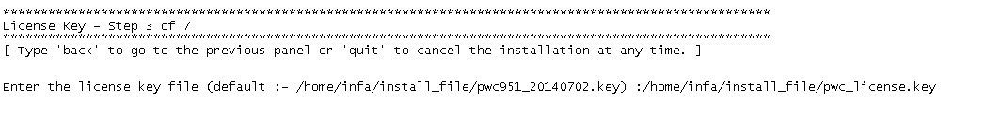 ******************************************************************************************************
License Key - Step 3 of 7
******************************************************************************************************
[ Type 'back' to go to the previous panel or 'quit' to cancel the installation at any time. ]
Enter the license key file (default :- /home/infa/install_file/pwc951_20140702.key) :/home/infa/install_file/pwc_license.key